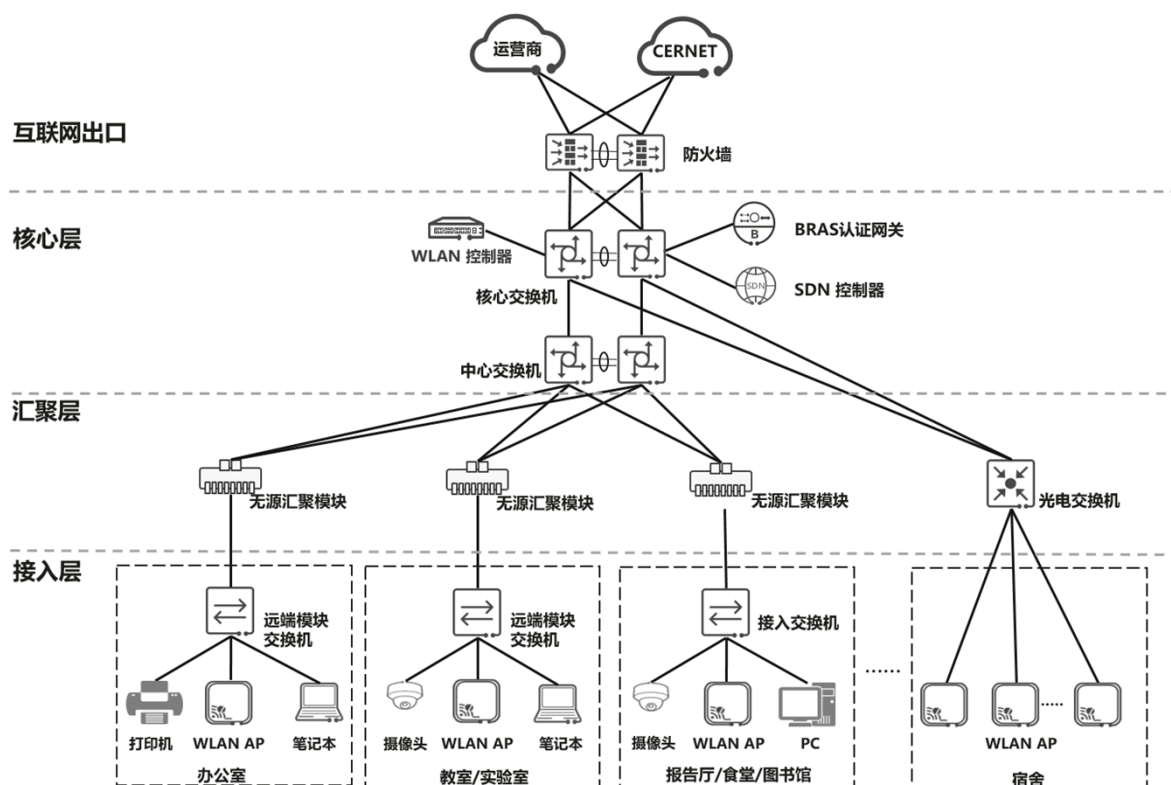 运营商
CERNET
互联网出口
防火墙
核心层
WLAN 控制器
B
BRAS认证网关
SDN
SDN 控制器
核心交换机
中心交换机
汇聚层
无源汇聚模块
无源汇聚模块
无源汇聚模块
光电交换机
接入层
远端模块
交换机
远端模块
交换机
接入交换机
......
打印机
WLAN AP
笔记本
摄像头
WLAN AP
笔记本
摄像头
WLAN AP
PC
.....
WLAN AP
办公室
教室/实验室
报告厅/食堂/图书馆
宿舍